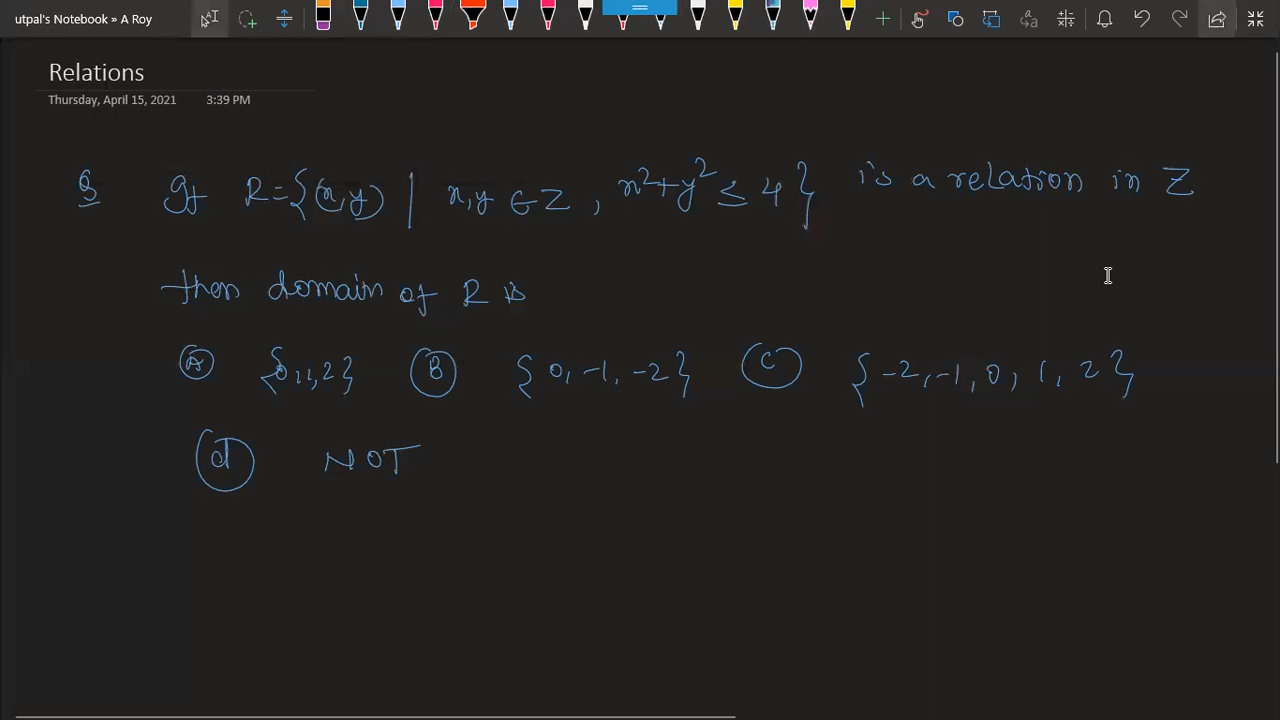 utpal's Notebook » A Roy
Relations
Thursday, April 15, 2021 3:39 PM
Q If R={(x,y) | x,y ∈ Z, x²+y² ≤ 4} is a relation in Z
then domain of R is
(A) {0,1,2} (B) {0,-1,-2} (C) {-2,-1,0,1,2}
(d) NOT